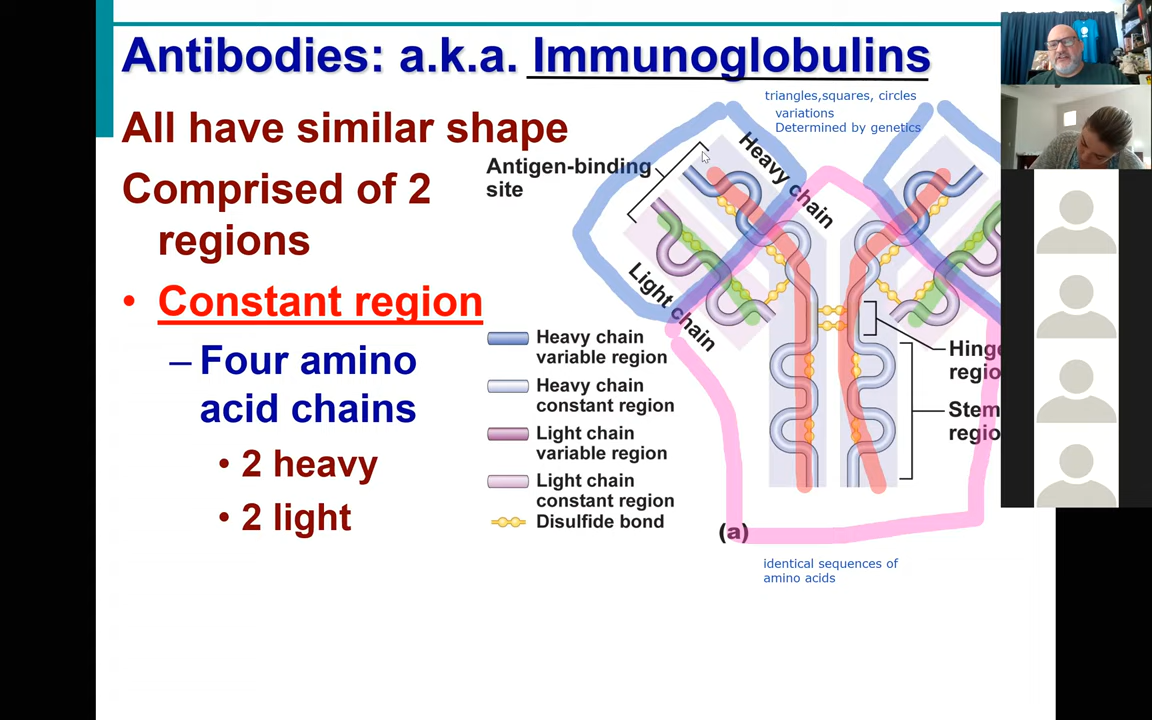 Antibodies: a.k.a. Immunoglobulins
triangles,squares, circles
variations
Determined by genetics
All have similar shape
Comprised of 2
regions
• Constant region
– Four amino
acid chains
• 2 heavy
• 2 light
Antigen-binding
site
Heavy chain
Light chain
Heavy chain
variable region
Heavy chain
constant region
Light chain
variable region
Light chain
constant region
Disulfide bond
Hinge
regio
Stem
regio
(a)
identical sequences of
amino acids